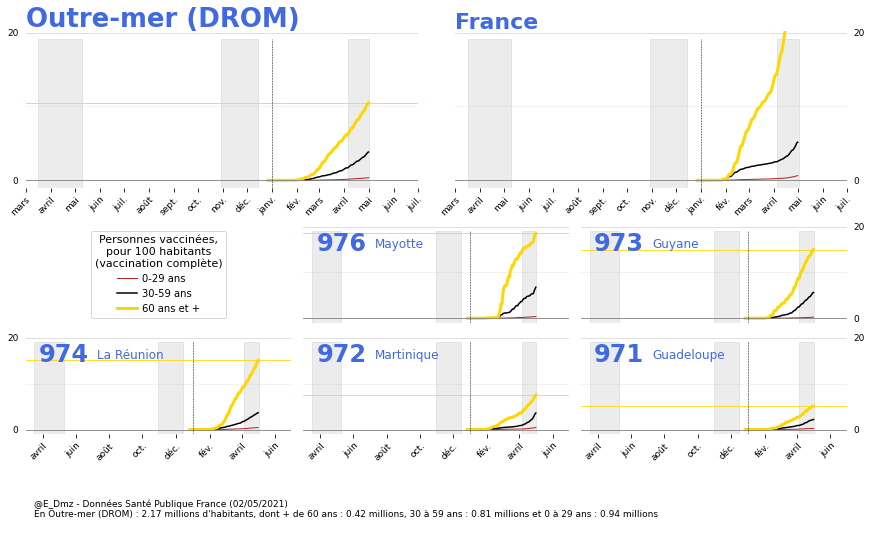 Outre-mer (DROM)
France
20
0
mars avril mai juin juil. août sept. oct. nov. déc. janv. fév. mars avril mai juin juil.
20
0
mars avril mai juin juil. août sept. oct. nov. déc. janv. fév. mars avril mai juin juil.
Personnes vaccinées,
pour 100 habitants
(vaccination complète)
0-29 ans
30-59 ans
60 ans et +
976 Mayotte
973 Guyane
20
0
974 La Réunion
20
0
avril juin août oct. déc. fév. avril juin
972 Martinique
avril juin août oct. déc. fév. avril juin
971 Guadeloupe
20
0
avril juin août oct. déc. fév. avril juin
@E_Dmz - Données Santé Publique France (02/05/2021)
En Outre-mer (DROM) : 2.17 millions d'habitants, dont + de 60 ans : 0.42 millions, 30 à 59 ans : 0.81 millions et 0 à 29 ans : 0.94 millions